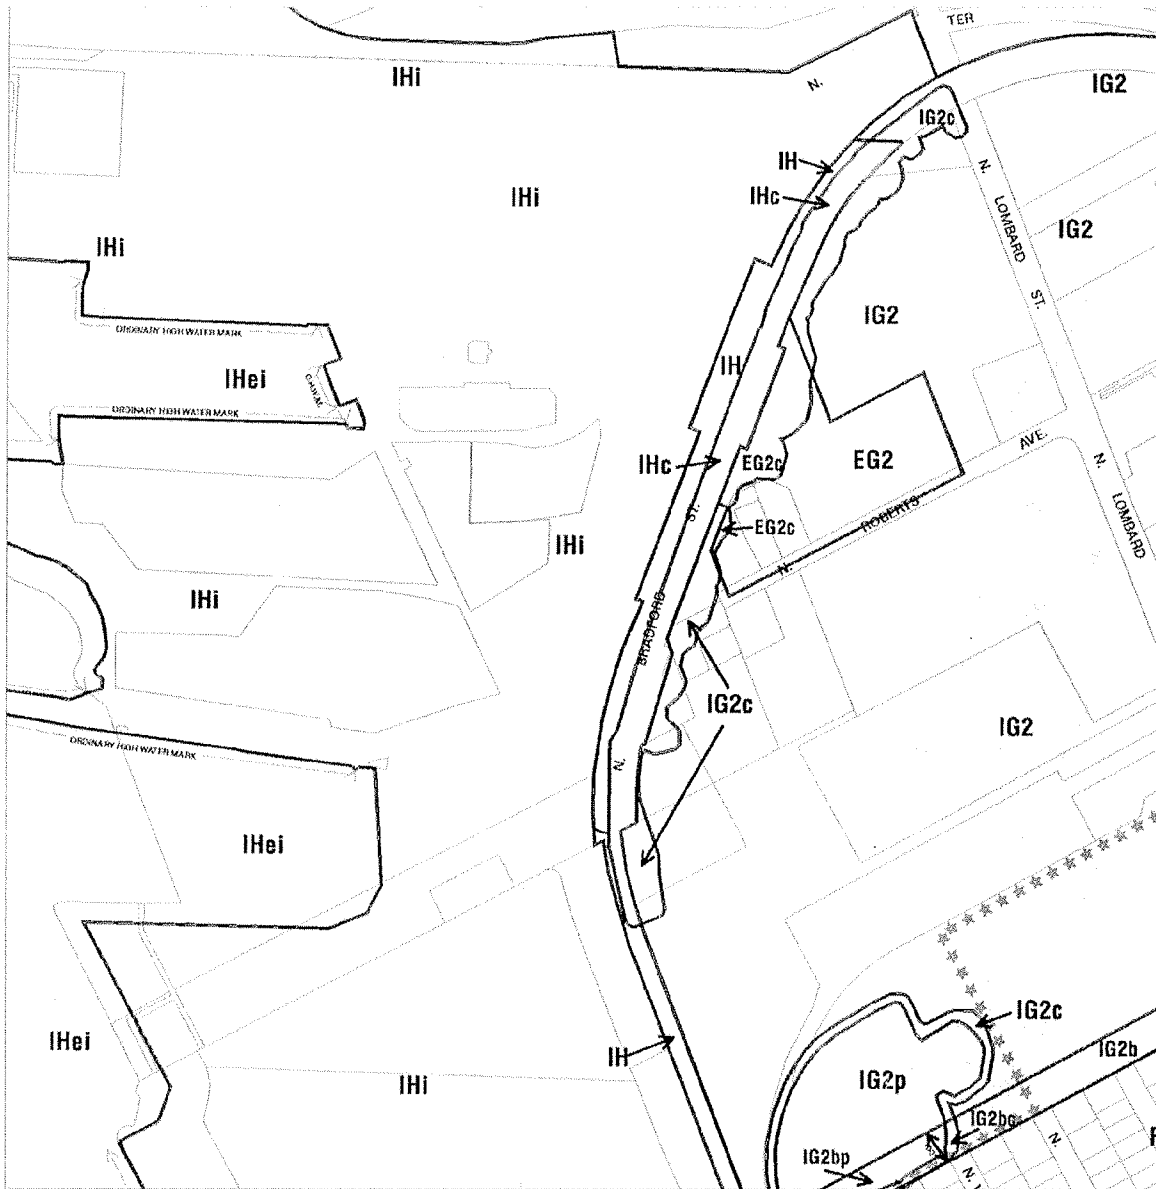 TER
IHi
N.
IG2
IG2c
IH
N.
IHc
IHi
LOMBARD
IHi
IG2
ST.
ORDINARY HIGH WATER MARK
IG2
IHei
IH
CANAL
ORDINARY HIGH WATER MARK
AVE.
IHc
EG2c
EG2
N.
ST.
ROBERTS
LOMBARD
EG2c
IHi
N.
IHi
BRADFORD
IG2c
IG2
ORDINARY HIGH WATER MARK
N.
IHei
IG2c
IHei
IH
IG2b
IHi
IG2p
IG2bc
N.
IG2bp
N.